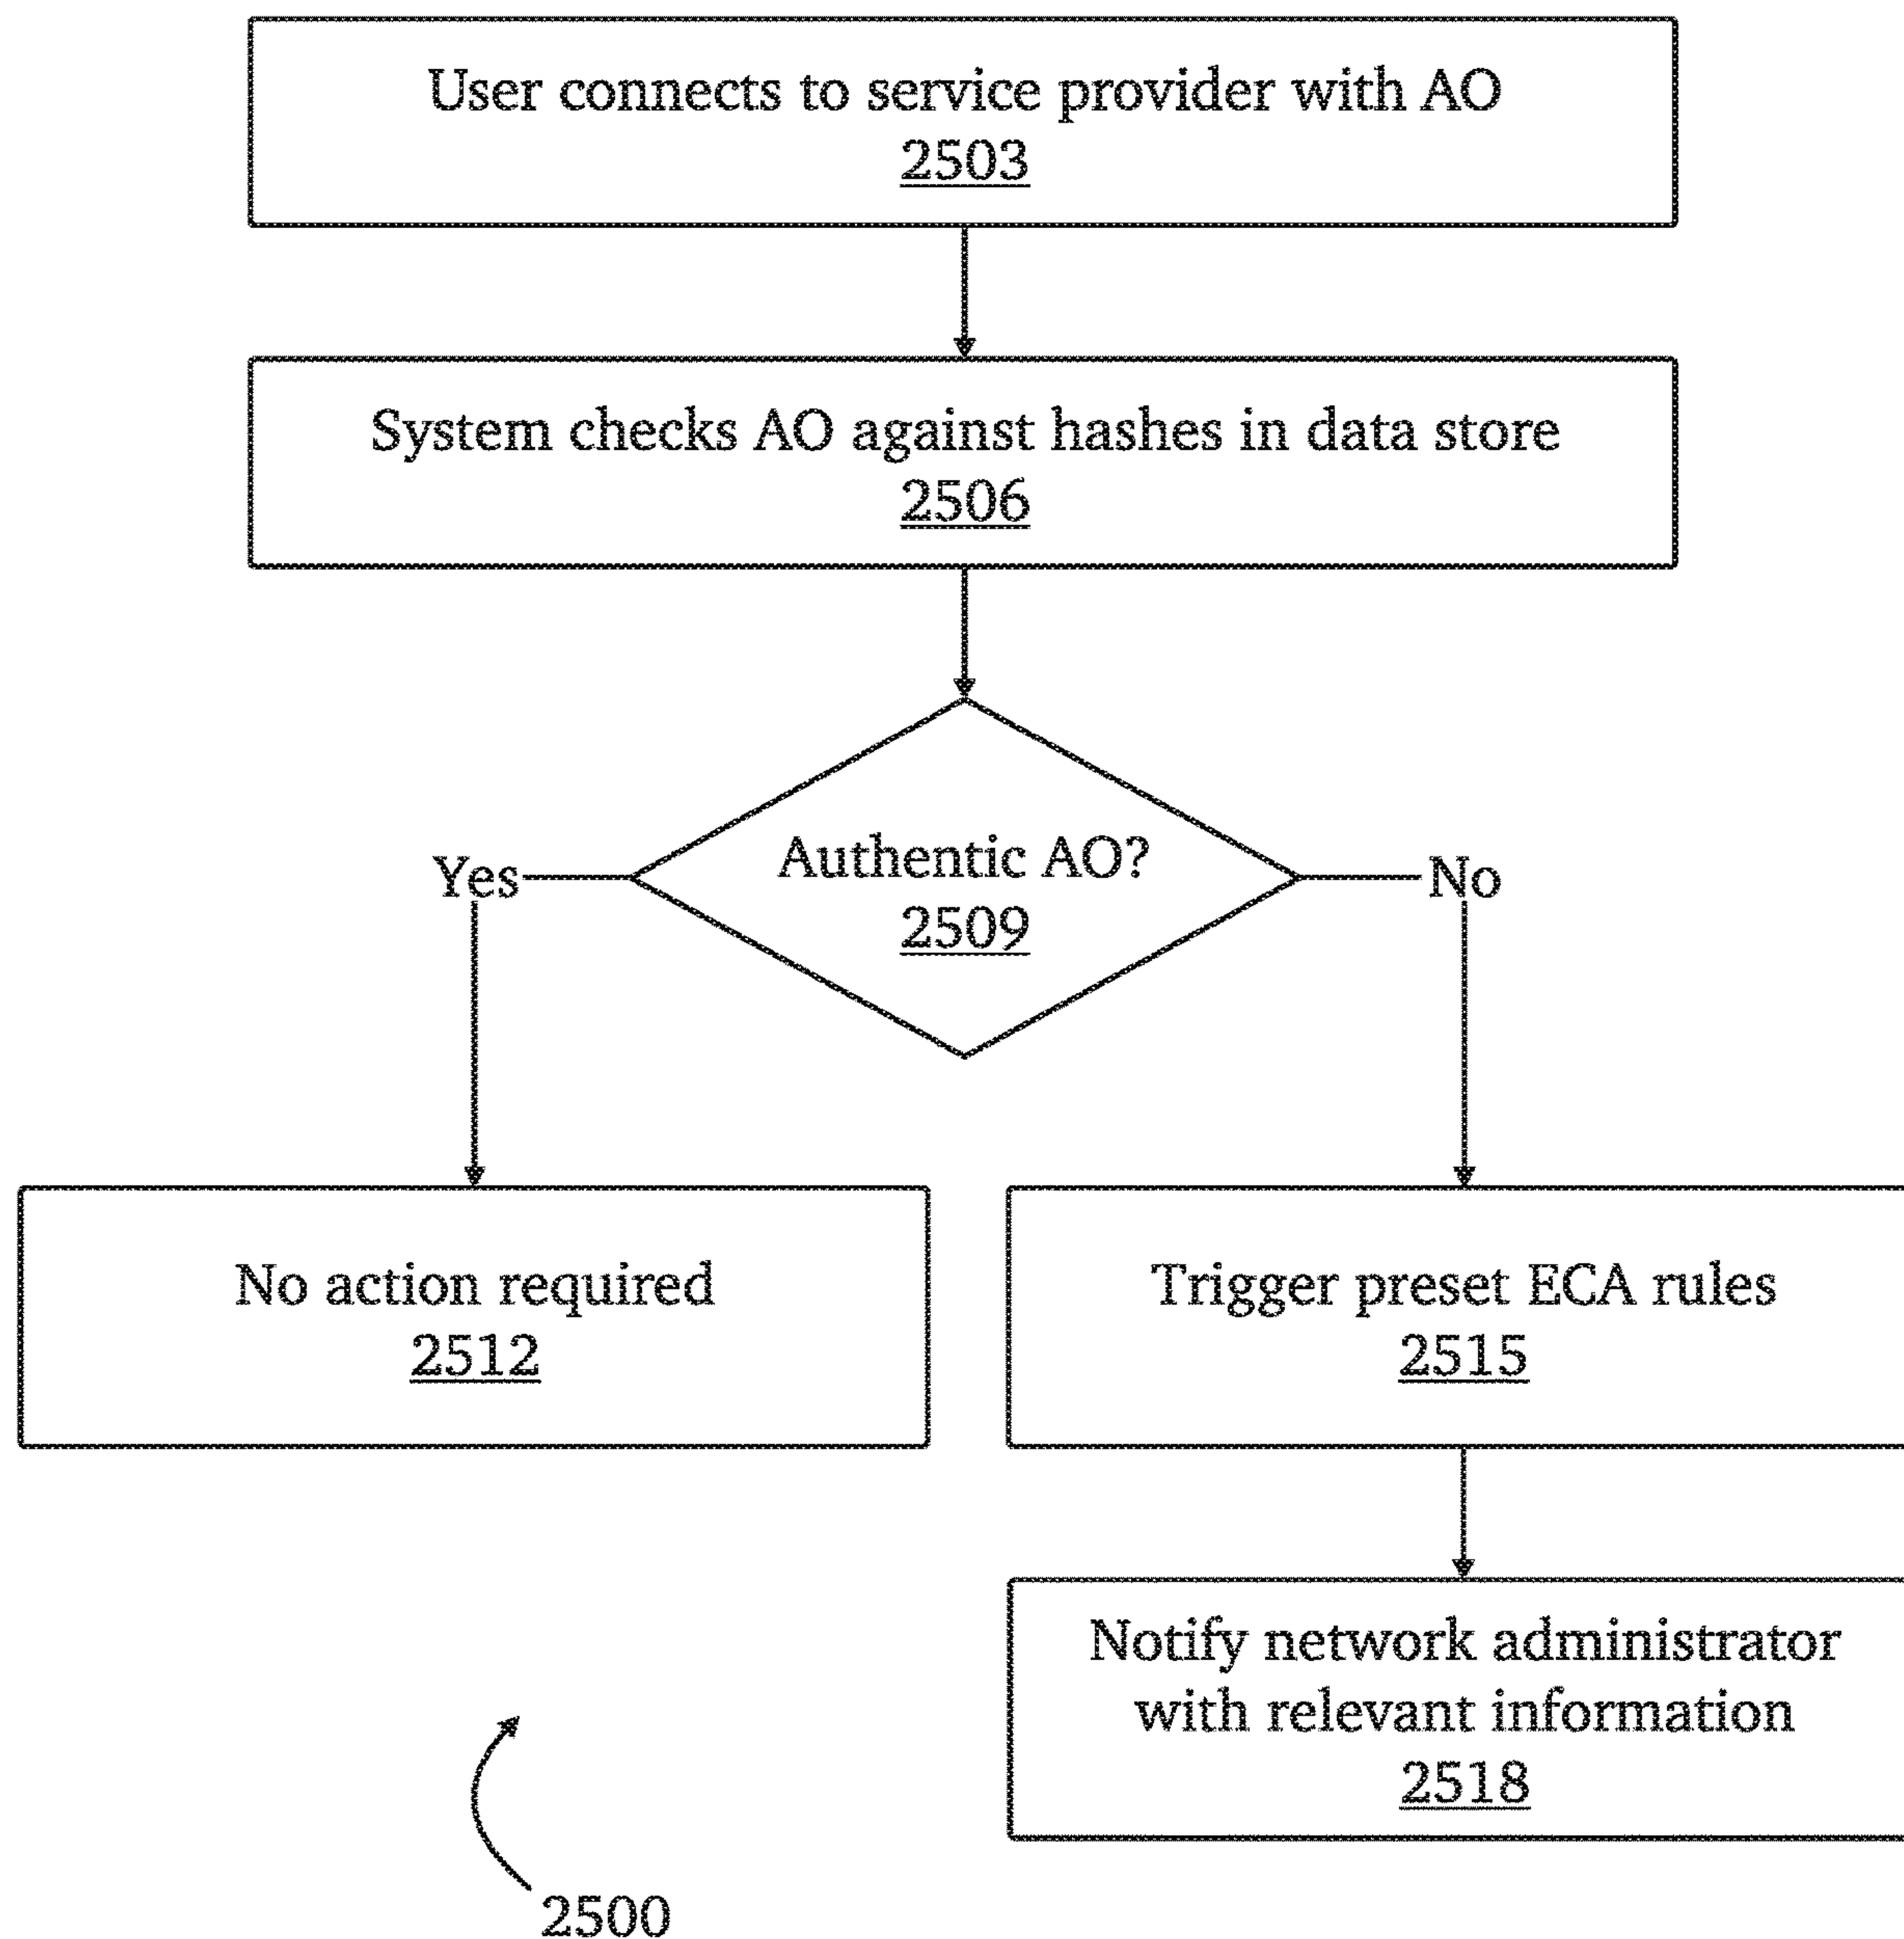 User connects to service provider with AO
2503
System checks AO against hashes in data store
2506
Authentic AO?
2509
Yes
No
No action required
2512
Trigger preset ECA rules
2515
Notify network administrator
with relevant information
2518
2500